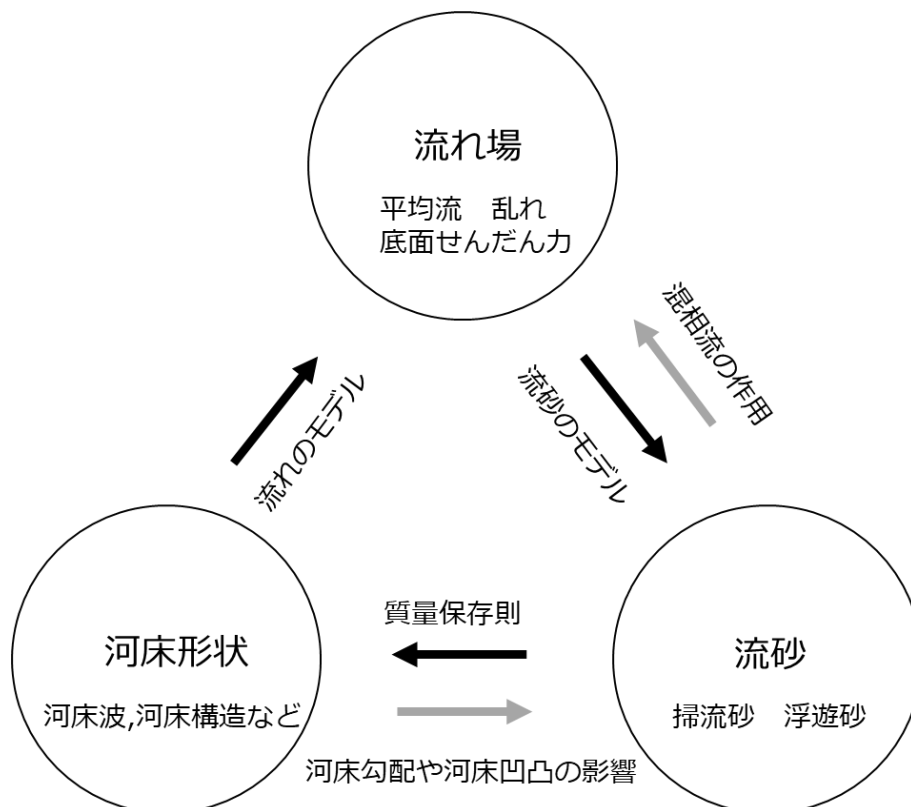 流れ場
平均流　乱れ
底面せんだん力
混相流の作用
流砂のモデル
流れのモデル
質量保存則
河床形状
河床波,河床構造など
流砂
掃流砂　浮遊砂
河床勾配や河床凹凸の影響